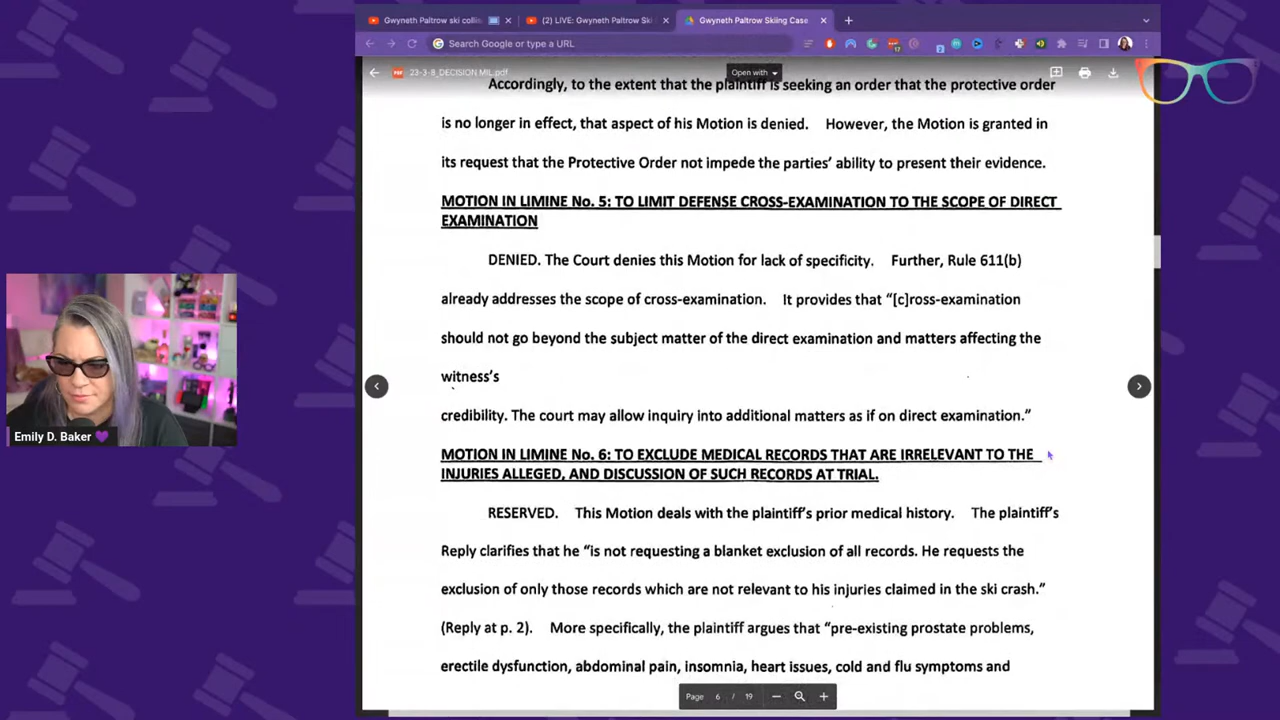 Gwyneth Paltrow ski collis
(2) LIVE: Gwyneth Paltrow Ski
Gwyneth Paltrow Skiing Case
Search Google or type a URL
23-3-8_DECISION MIL.pdf
Open with
Accordingly, to the extent that the plaintiff is seeking an order that the protective order
is no longer in effect, that aspect of his Motion is denied. However, the Motion is granted in
its request that the Protective Order not impede the parties' ability to present their evidence.
MOTION IN LIMINE No. 5: TO LIMIT DEFENSE CROSS-EXAMINATION TO THE SCOPE OF DIRECT
EXAMINATION
DENIED. The Court denies this Motion for lack of specificity. Further, Rule 611(b)
already addresses the scope of cross-examination. It provides that "[c]ross-examination
should not go beyond the subject matter of the direct examination and matters affecting the
witness's
credibility. The court may allow inquiry into additional matters as if on direct examination."
MOTION IN LIMINE No. 6: TO EXCLUDE MEDICAL RECORDS THAT ARE IRRELEVANT TO THE
INJURIES ALLEGED, AND DISCUSSION OF SUCH RECORDS AT TRIAL.
RESERVED. This Motion deals with the plaintiff's prior medical history. The plaintiff's
Reply clarifies that he "is not requesting a blanket exclusion of all records. He requests the
exclusion of only those records which are not relevant to his injuries claimed in the ski crash."
(Reply at p. 2). More specifically, the plaintiff argues that "pre-existing prostate problems,
erectile dysfunction, abdominal pain, insomnia, heart issues, cold and flu symptoms and
Page 6 / 19
Emily D. Baker